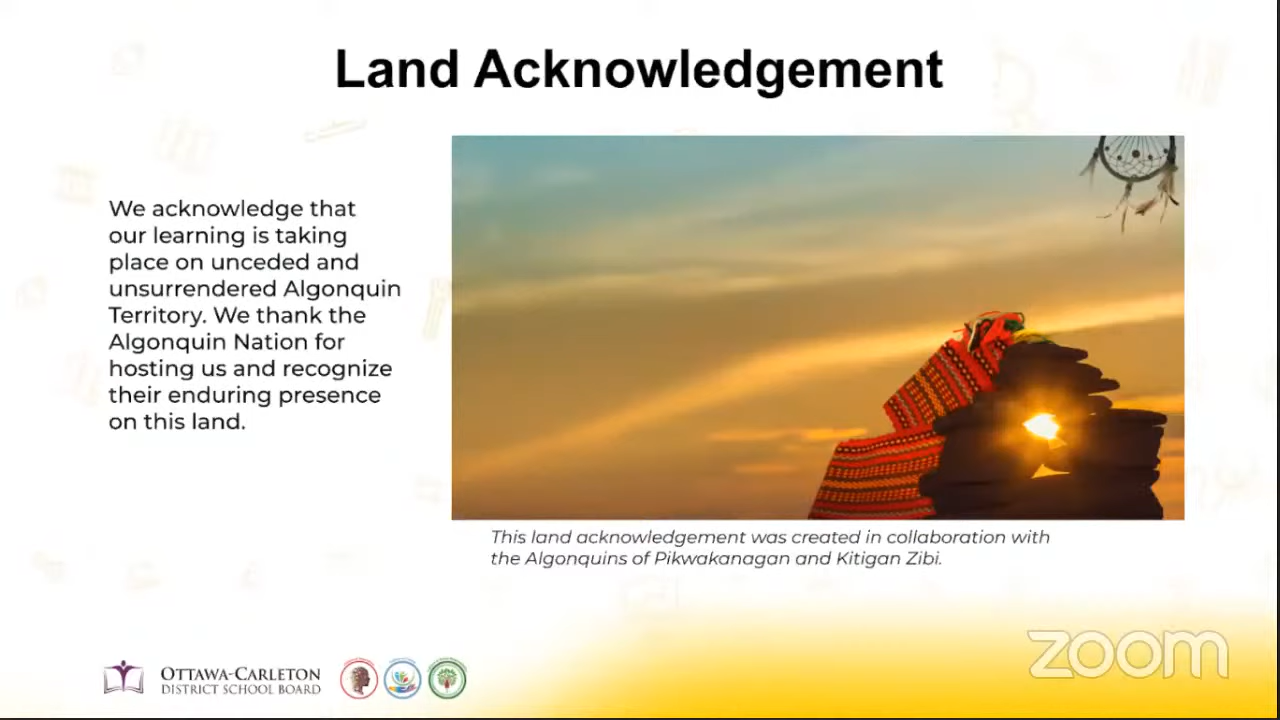 Land Acknowledgement
We acknowledge that
our learning is taking
place on unceded and
unsurrendered Algonquin
Territory. We thank the
Algonquin Nation for
hosting us and recognize
their enduring presence
on this land.
This land acknowledgement was created in collaboration with
the Algonquins of Pikwakanagan and Kitigan Zibi.
OTTAWA-CARLETON
DISTRICT SCHOOL BOARD
zoom